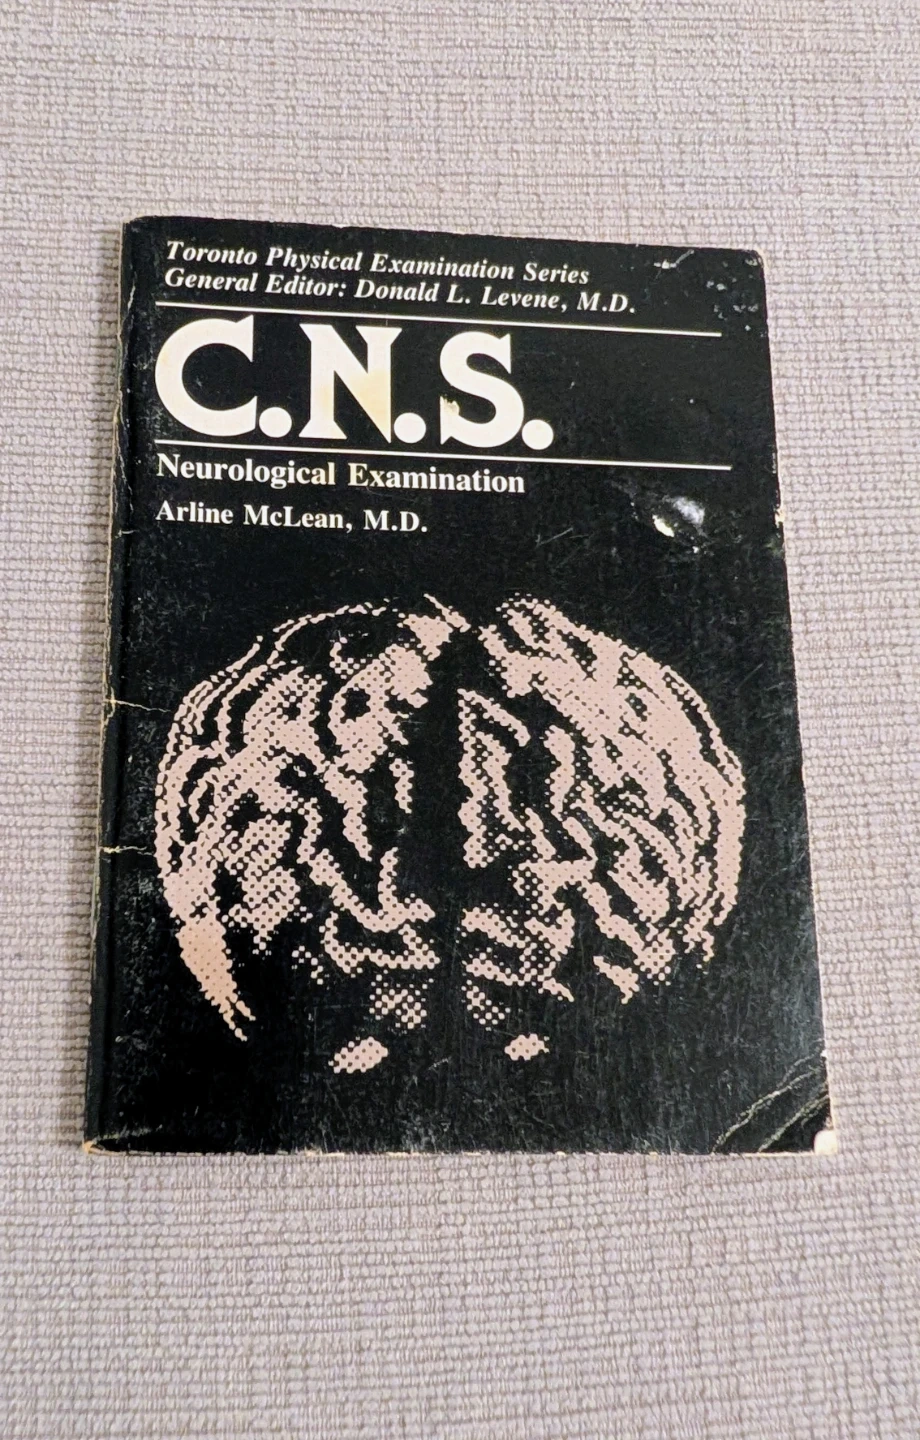 Toronto Physical Examination Series
General Editor: Donald L. Levene, M.D.
C.N.S.
Neurological Examination
Arline McLean, M.D.